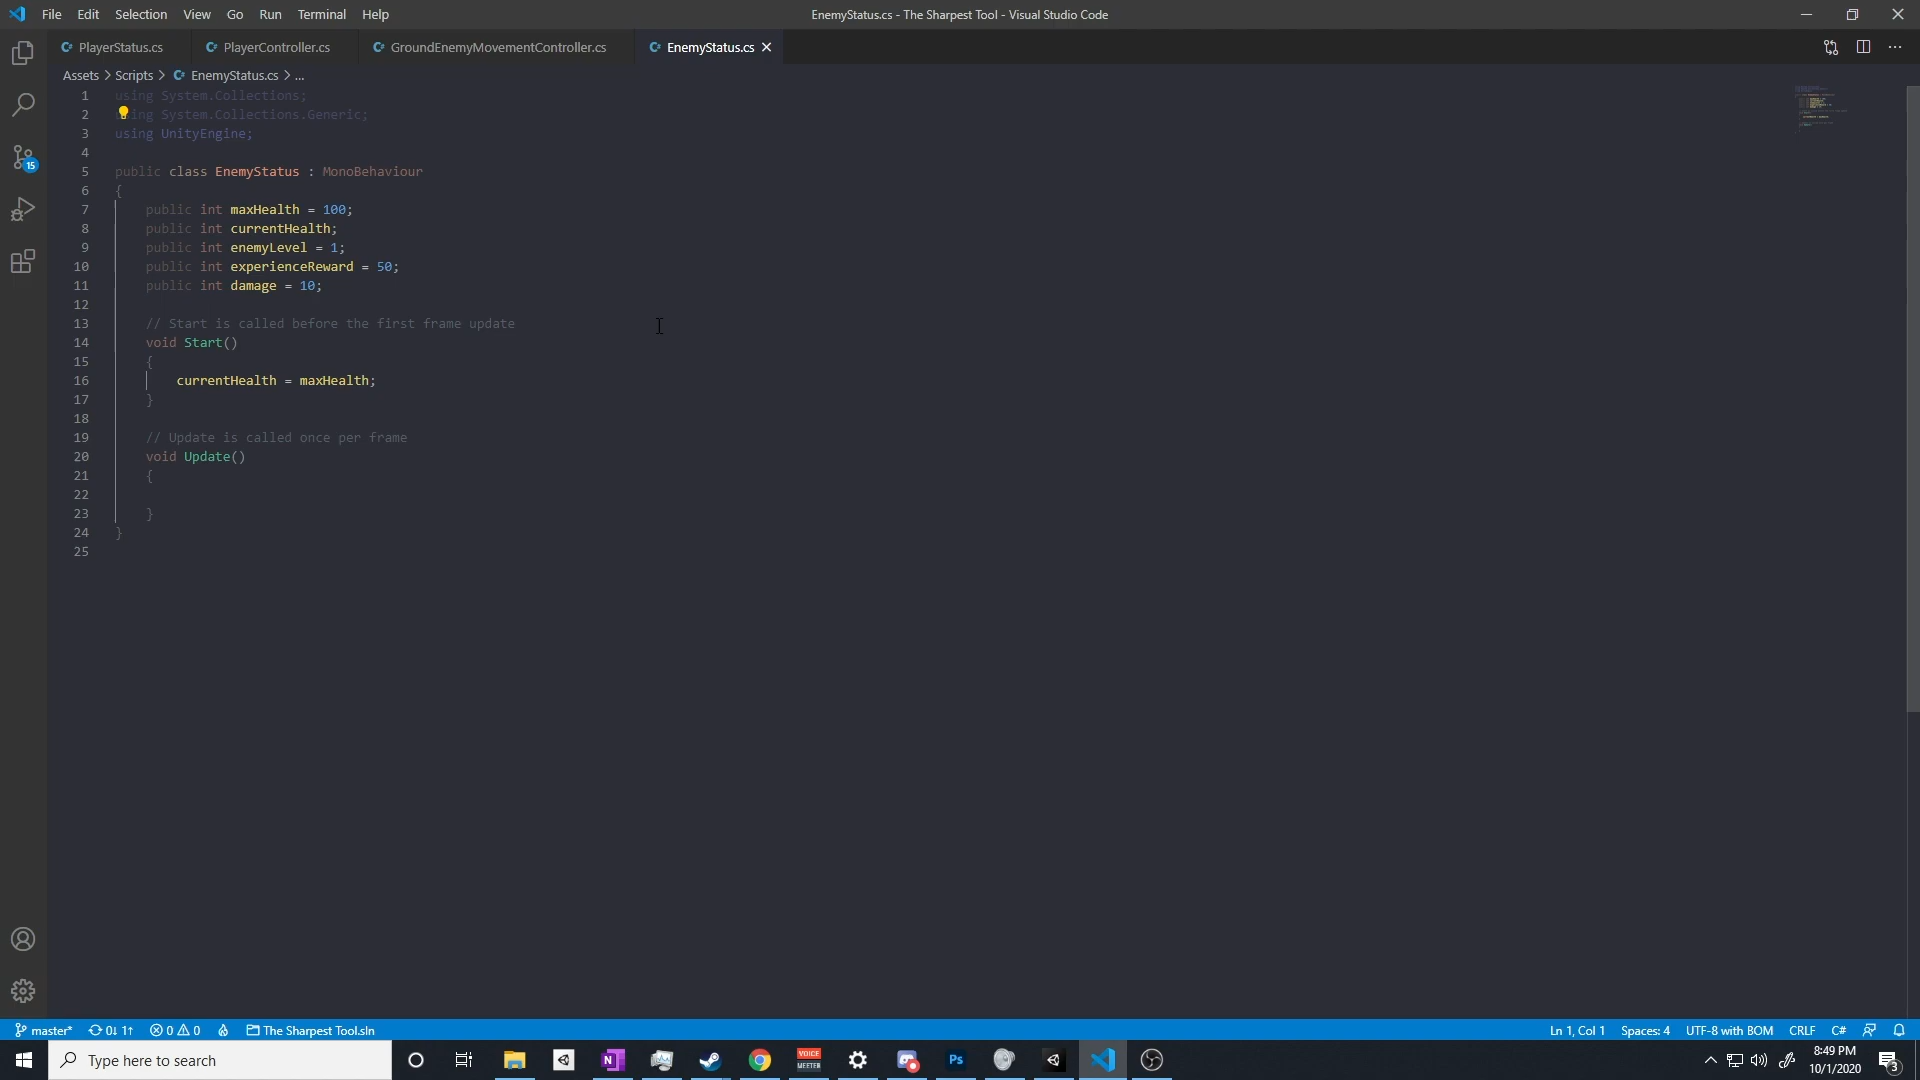 File Edit Selection View Go Run Terminal Help
EnemyStatus.cs - The Sharpest Tool - Visual Studio Code
PlayerStatus.cs PlayerController.cs GroundEnemyMovementController.cs EnemyStatus.cs
Assets > Scripts > EnemyStatus.cs > ...
1 using System.Collections;
2 using System.Collections.Generic;
3 using UnityEngine;
4
5 public class EnemyStatus : MonoBehaviour
6 {
7 public int maxHealth = 100;
8 public int currentHealth;
9 public int enemyLevel = 1;
10 public int experienceReward = 50;
11 public int damage = 10;
12
13 // Start is called before the first frame update
14 void Start()
15 {
16 currentHealth = maxHealth;
17 }
18
19 // Update is called once per frame
20 void Update()
21 {
22
23 }
24 }
25
15
master* 0↓ 1↑ 0 0 The Sharpest Tool.sln
Ln 1, Col 1 Spaces: 4 UTF-8 with BOM CRLF C#
Type here to search
N
VOICE
MEETER
Ps
8:49 PM
10/1/2020
3